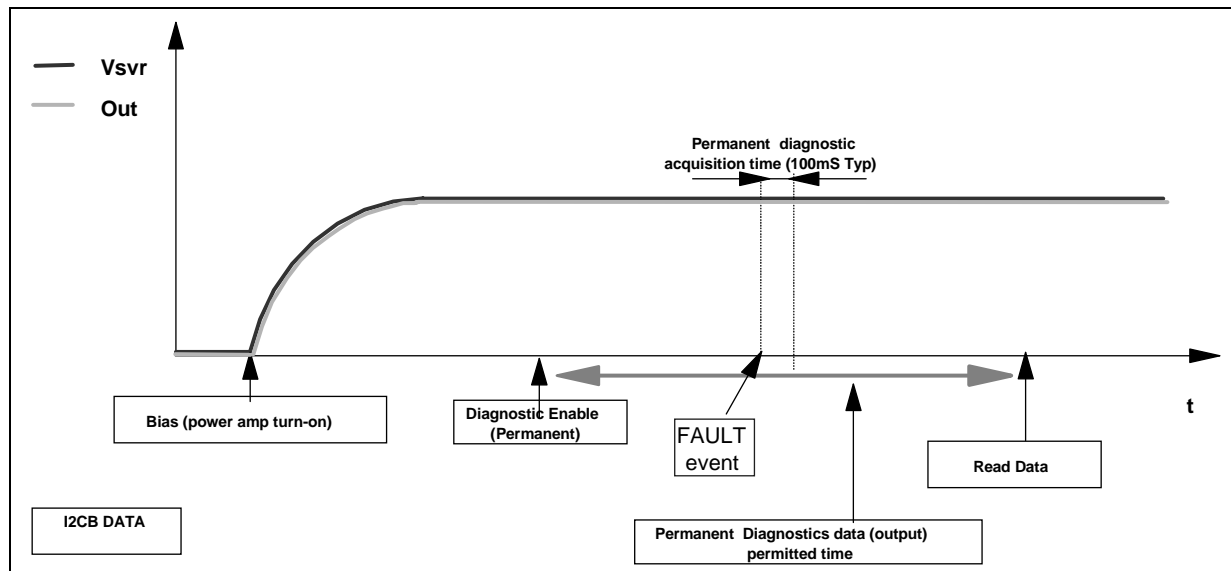 Vsvr
Out
Permanent diagnostic
acquisition time (100mS Typ)
t
Bias (power amp turn-on)
Diagnostic Enable
(Permanent)
FAULT
event
Read Data
I2CB DATA
Permanent Diagnostics data (output)
permitted time